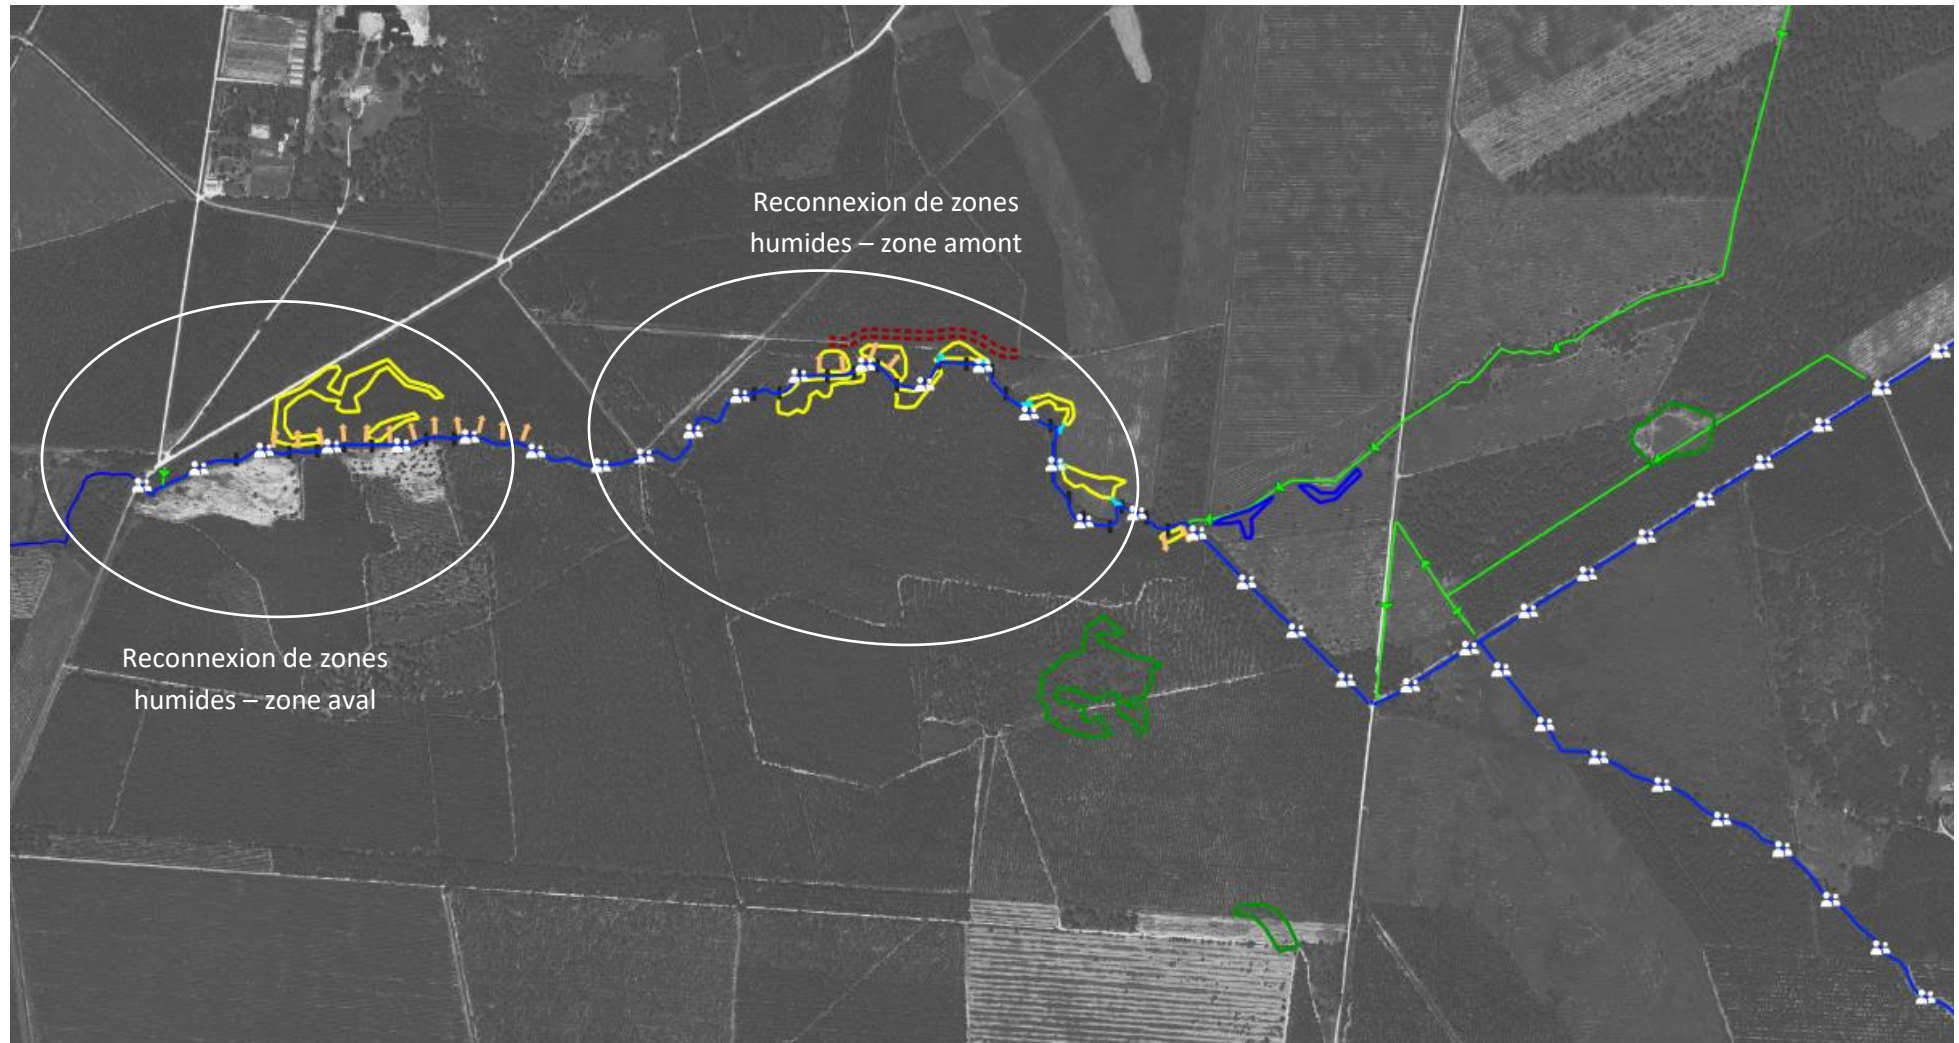 Reconnexion de zones
humides – zone amont
Reconnexion de zones
humides – zone aval